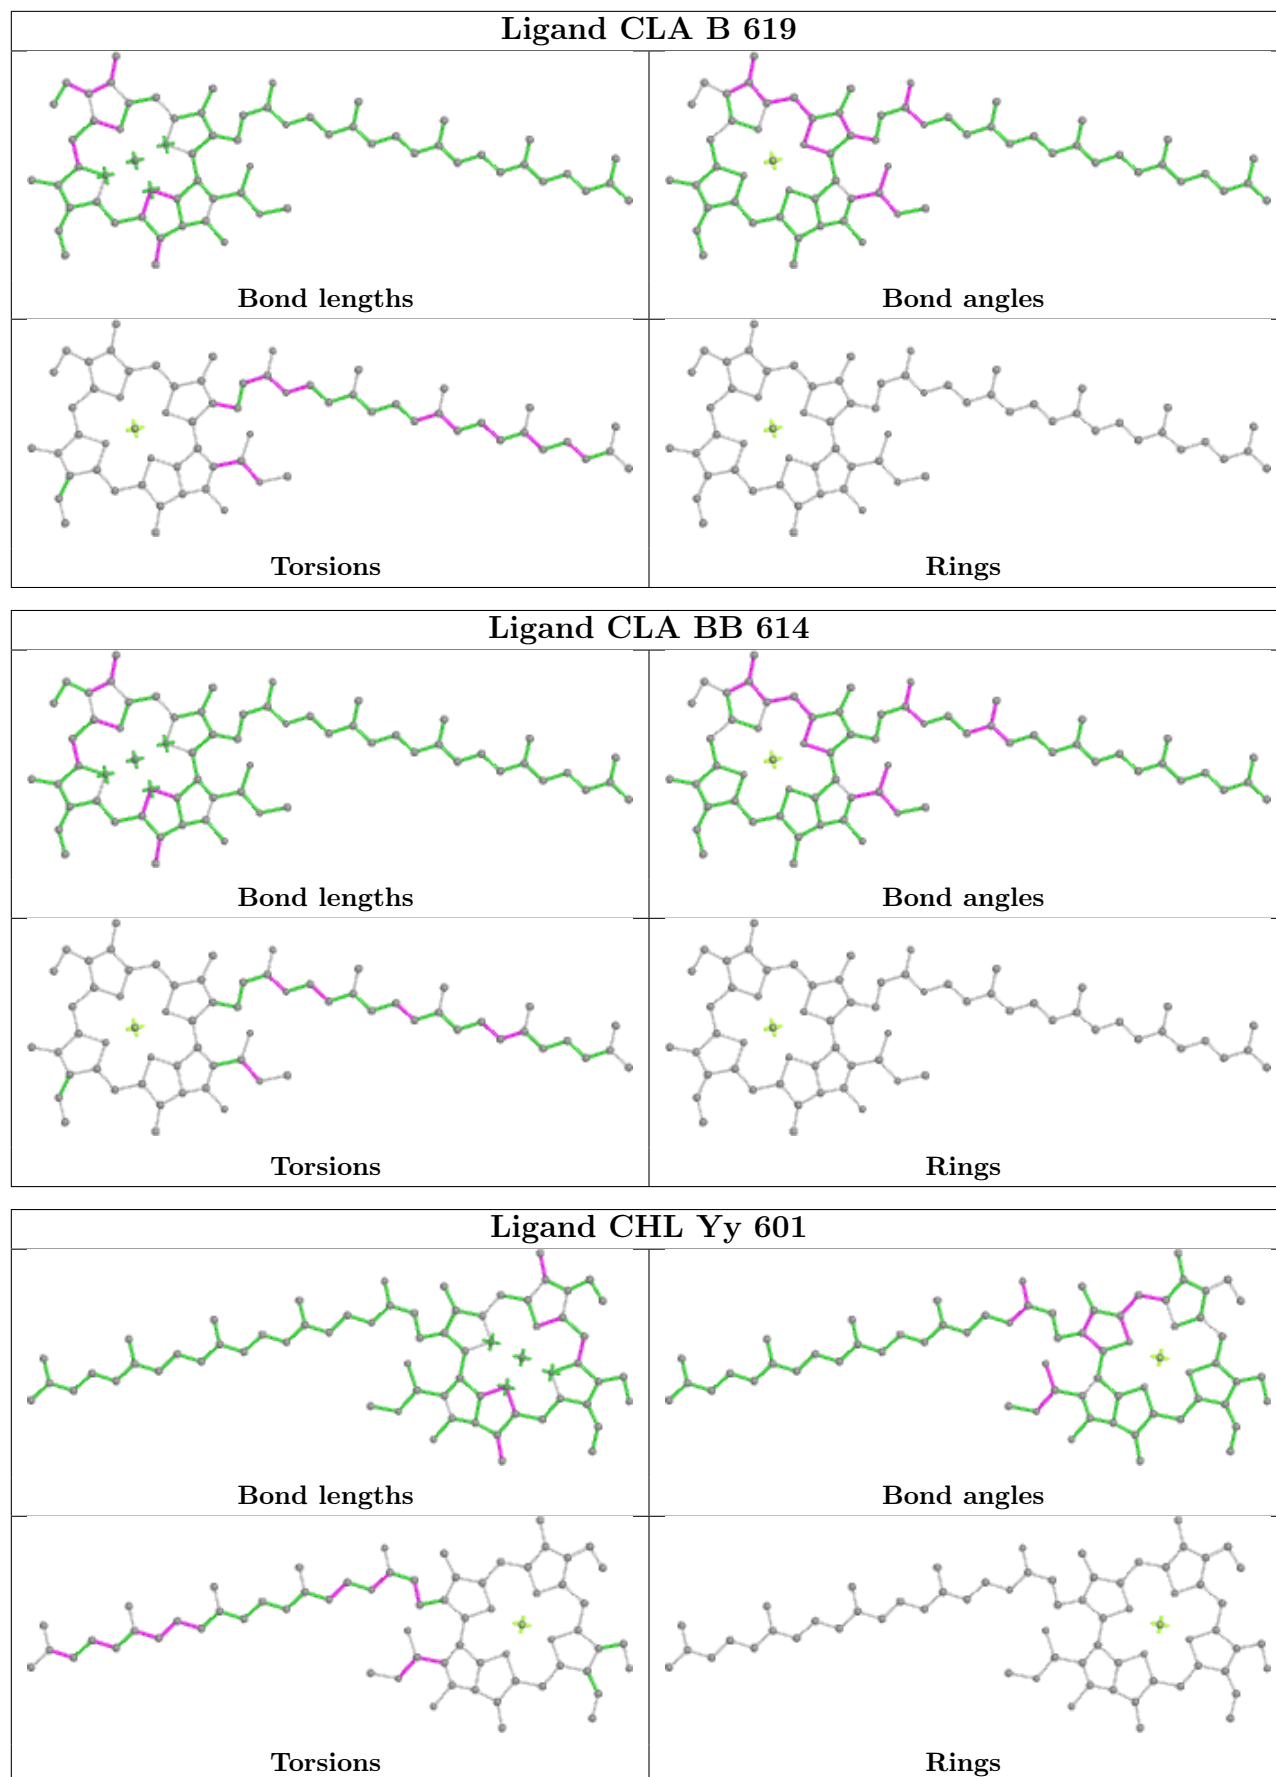 Ligand CLA B 619
Bond lengths
Bond angles
Torsions
Rings
Ligand CLA BB 614
Bond lengths
Bond angles
Torsions
Rings
Ligand CHL Yy 601
Bond lengths
Bond angles
Torsions
Rings